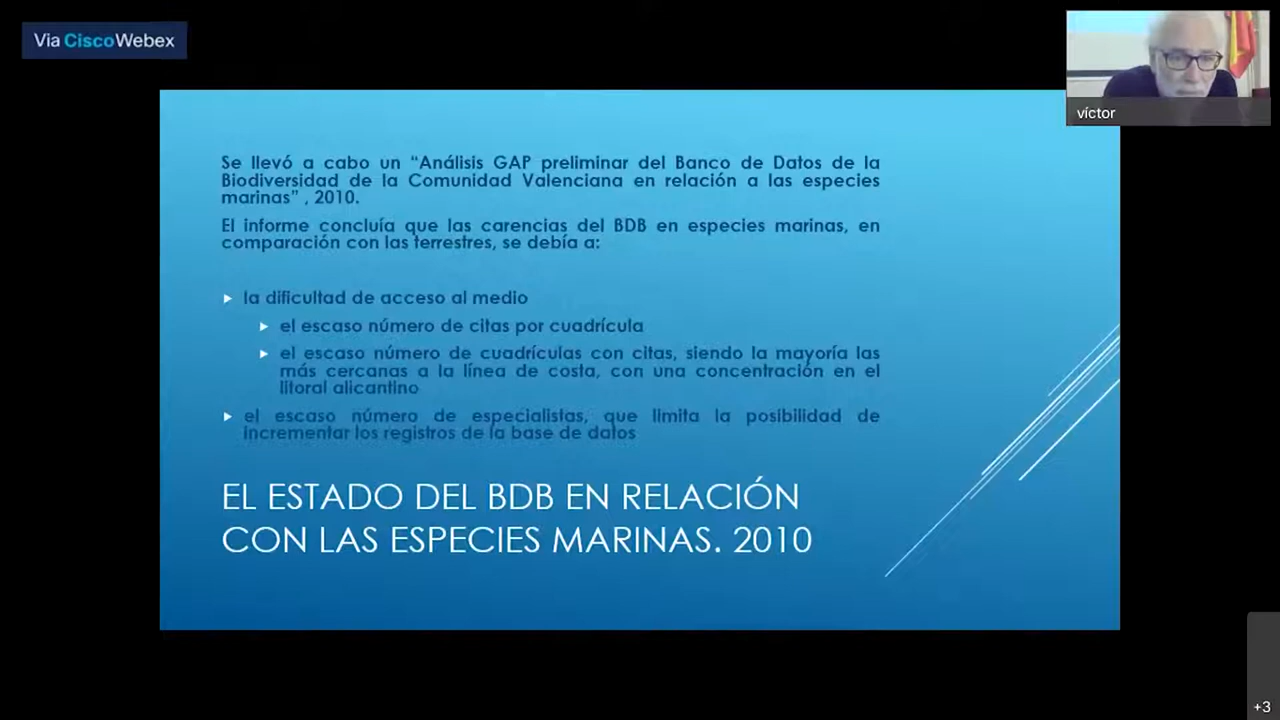 Via CiscoWebex
víctor
Se llevó a cabo un “Análisis GAP preliminar del Banco de Datos de la
Biodiversidad de la Comunidad Valenciana en relación a las especies
marinas” , 2010.
El informe concluía que las carencias del BDB en especies marinas, en
comparación con las terrestres, se debía a:
la dificultad de acceso al medio
el escaso número de citas por cuadrícula
el escaso número de cuadrículas con citas, siendo la mayoría las
más cercanas a la línea de costa, con una concentración en el
litoral alicantino
el escaso número de especialistas, que limita la posibilidad de
incrementar los registros de la base de datos
EL ESTADO DEL BDB EN RELACIÓN
CON LAS ESPECIES MARINAS. 2010
+3